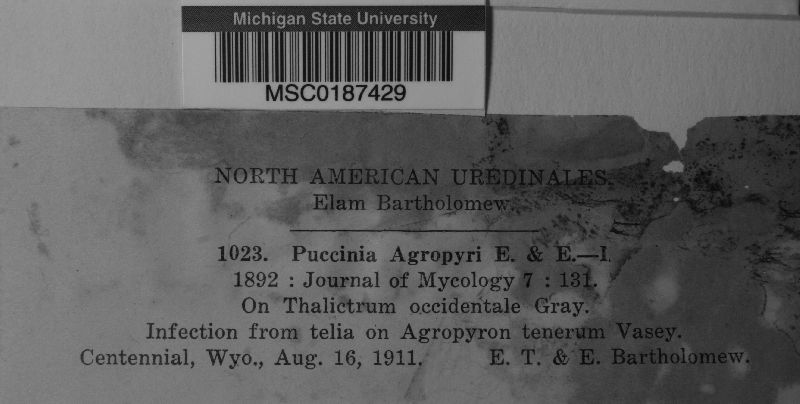 Michigan State University
MSC0187429
NORTH AMERICAN UREDINALES.
Elam Bartholomew.
1023. Puccinia Agropyri E. & E.—I.
1892 : Journal of Mycology 7 : 131.
On Thalictrum occidentale Gray.
Infection from telia on Agropyron tenerum Vasey.
Centennial, Wyo., Aug. 16, 1911. E. T. & E. Bartholomew.